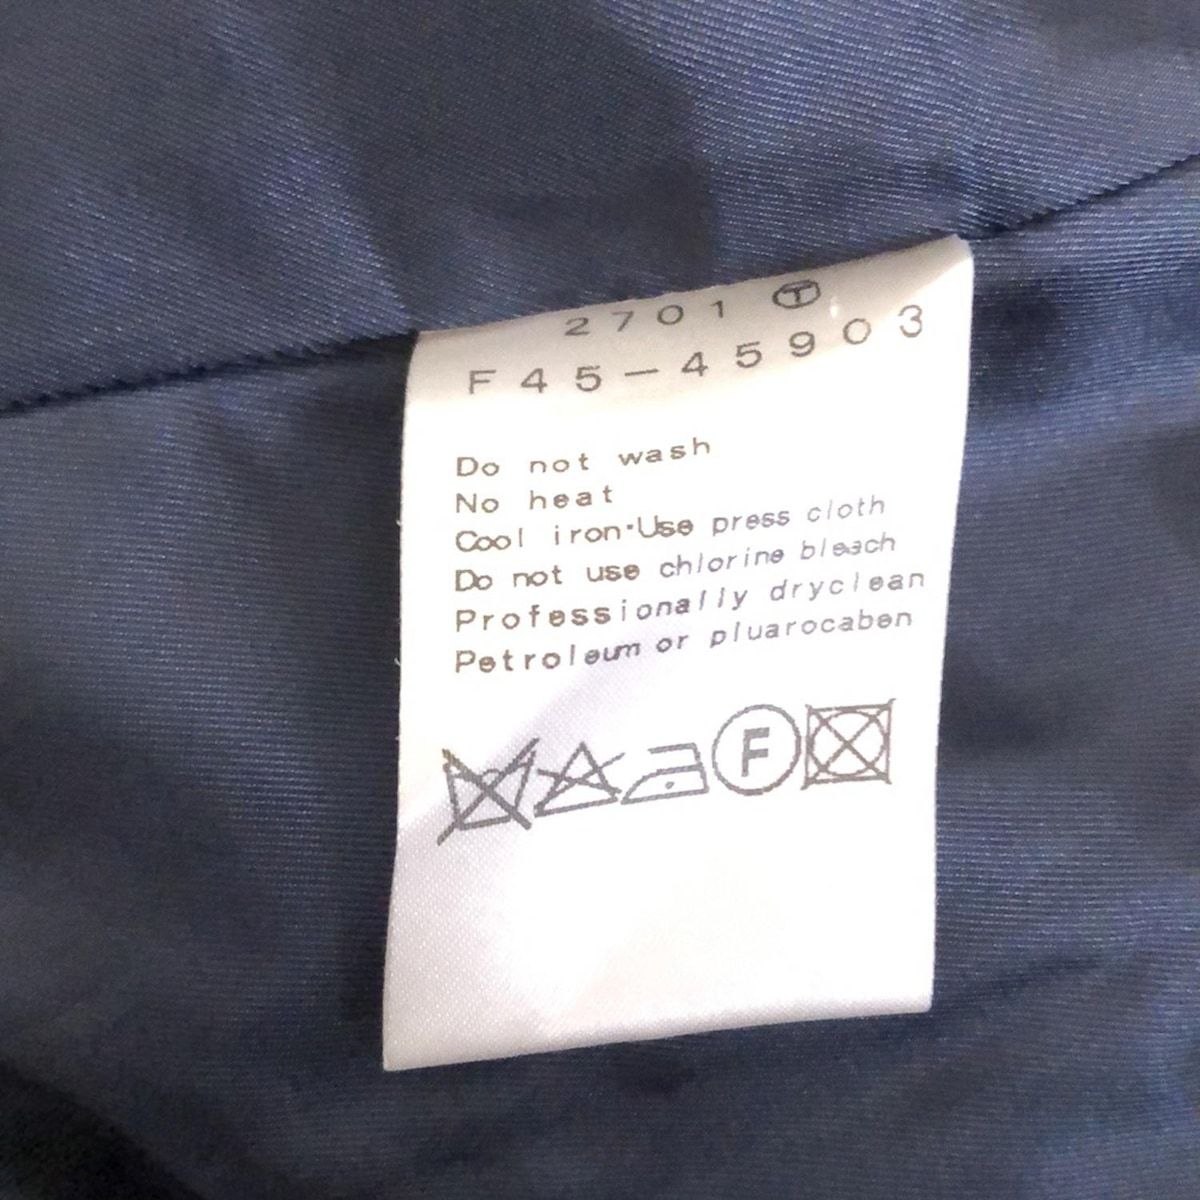 2701 Ⓣ
F45-45903
Do not wash
No heat
Cool iron·Use press cloth
Do not use chlorine bleach
Professionally dryclean
Petroleum or pluarocaben
F